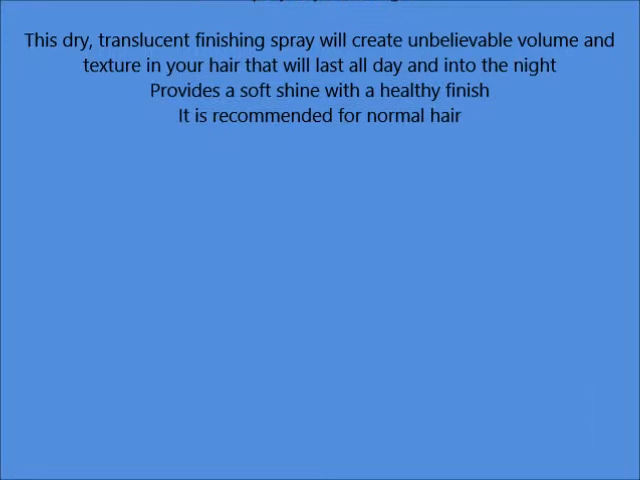 This dry, translucent finishing spray will create unbelievable volume and
texture in your hair that will last all day and into the night
Provides a soft shine with a healthy finish
It is recommended for normal hair